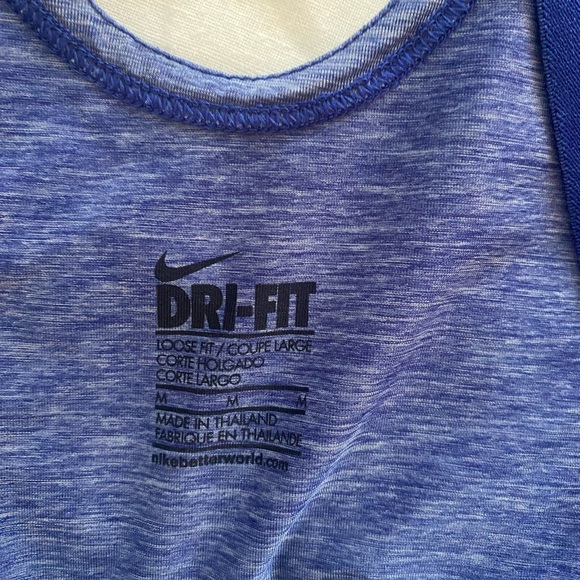 DRI-FIT
LOOSE FIT / COUPE LARGE
CORTE HOLGADO
CORTE LARGO
M M M
MADE IN THAILAND
FABRIQUE EN THAILANDE
nikebetterworld.com